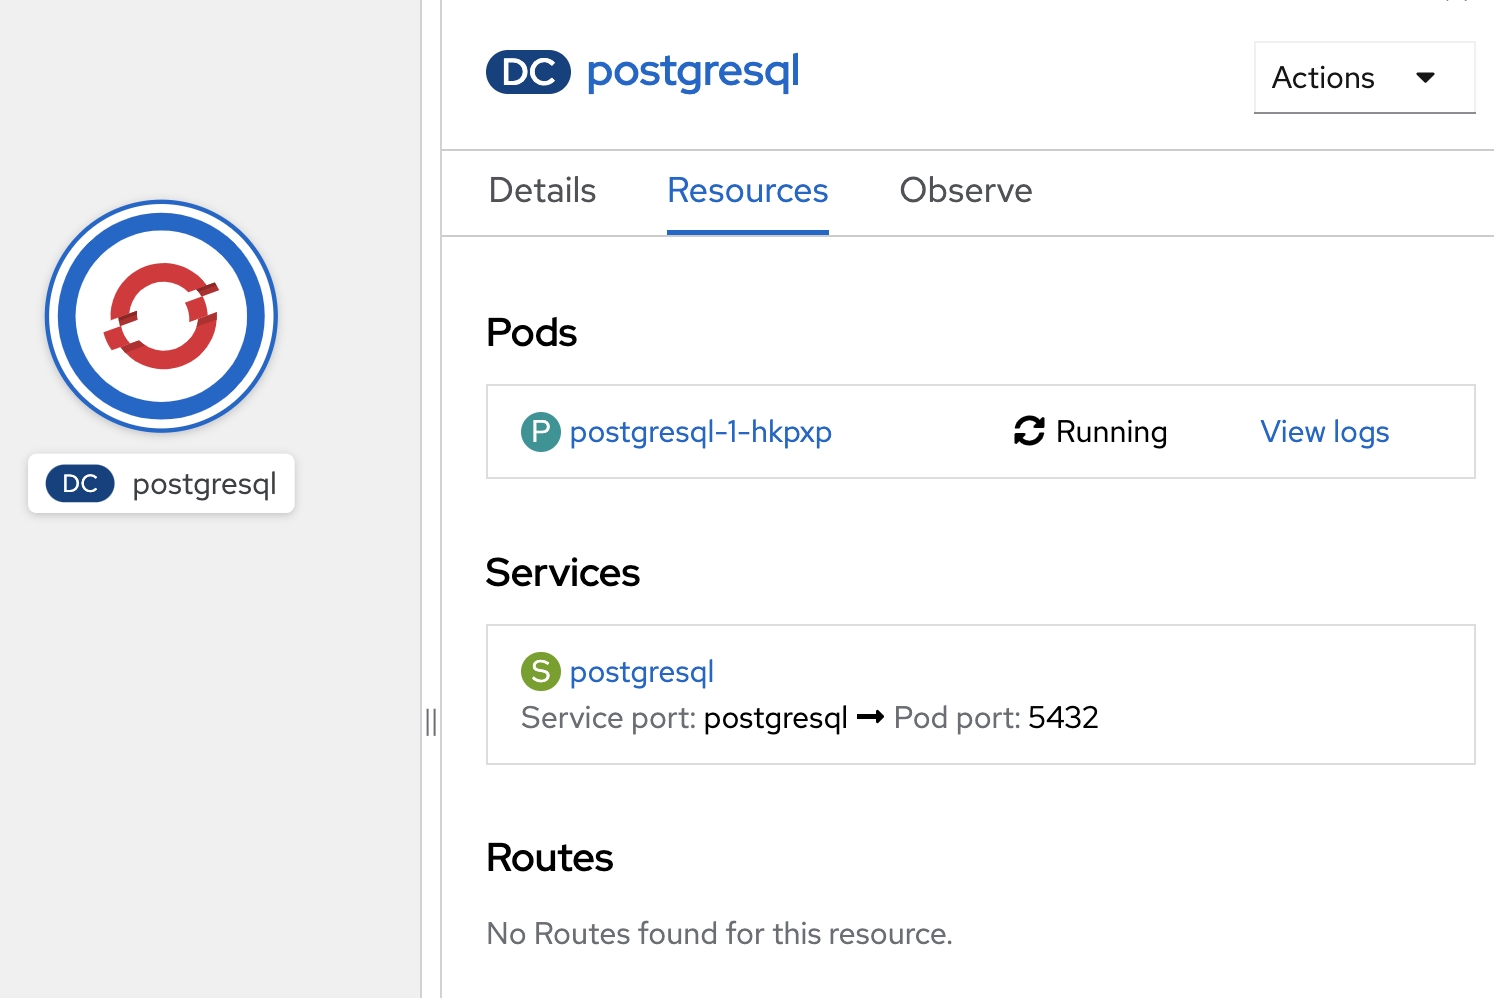 DC postgresql
Actions
Details Resources Observe
DC postgresql
Pods
P postgresql-1-hkpxp Running View logs
Services
S postgresql
Service port: postgresql → Pod port: 5432
Routes
No Routes found for this resource.